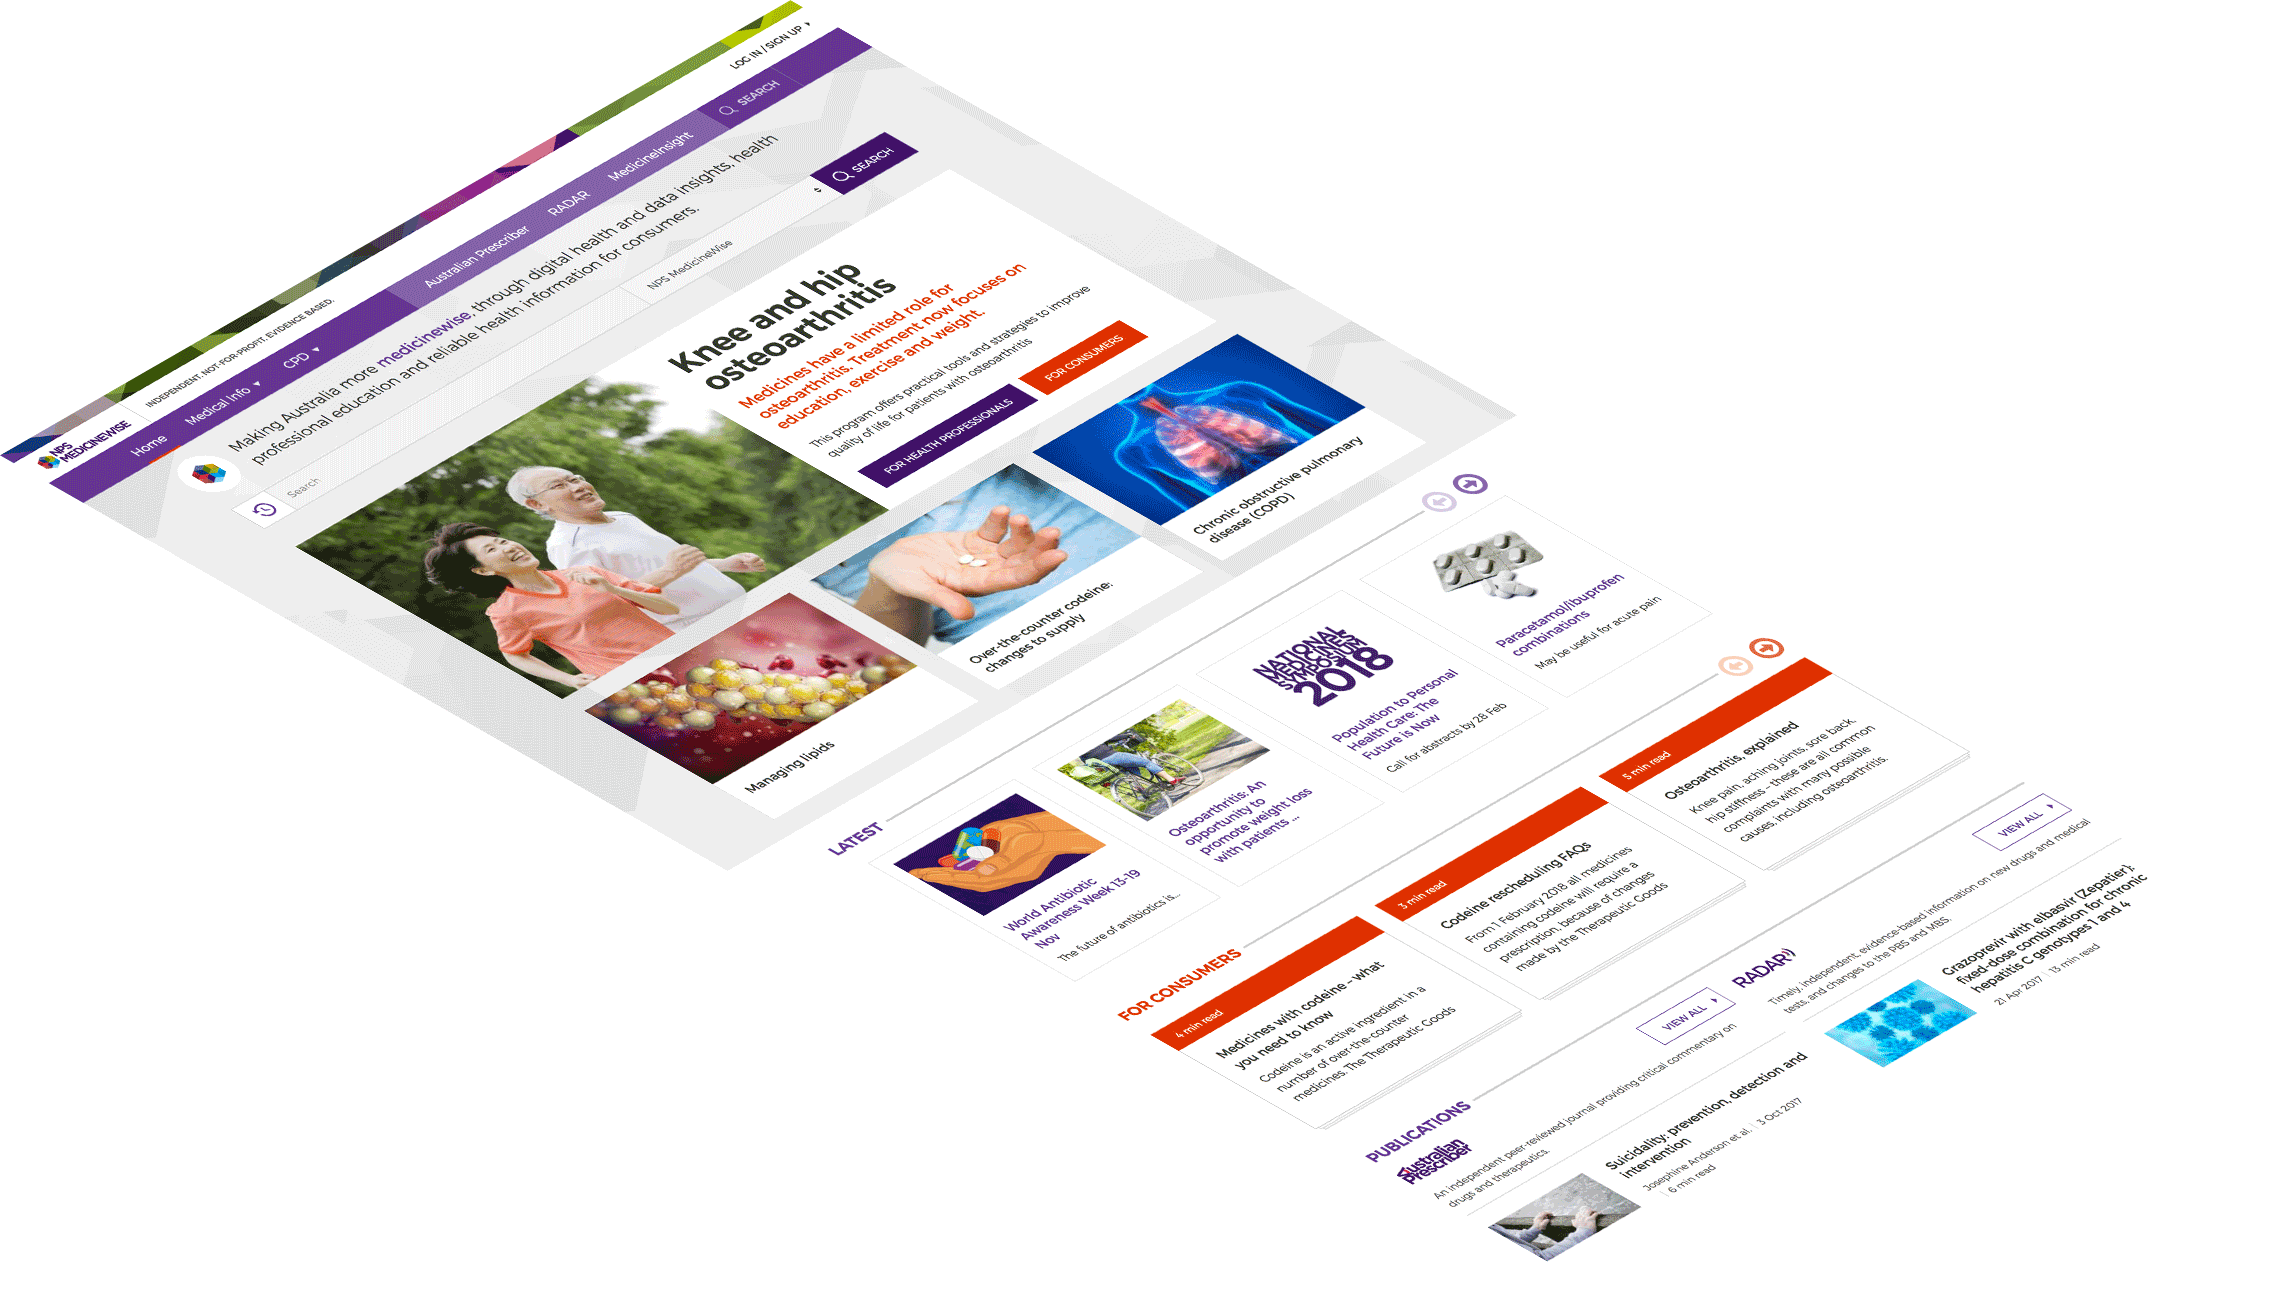 LOG IN / SIGN UP
NPS
MEDICINEWISE
INDEPENDENT. NOT-FOR-PROFIT. EVIDENCE BASED.
Home
Medical Info
CPD
Australian Prescriber
RADAR
MedicineInsight
SEARCH
Making Australia more medicinewise, through digital health and data insights, health
professional education and reliable health information for consumers.
Search
NPS MedicineWise
SEARCH
Knee and hip
osteoarthritis
Medicines have a limited role for
osteoarthritis. Treatment now focuses on
education, exercise and weight.
This program offers practical tools and strategies to improve
quality of life for patients with osteoarthritis
FOR HEALTH PROFESSIONALS
FOR CONSUMERS
Managing lipids
Over-the-counter codeine:
changes to supply
Chronic obstructive pulmonary
disease (COPD)
LATEST
World Antibiotic
Awareness Week 13-19
Nov
The future of antibiotics is...
Osteoarthritis: An
opportunity to
promote weight loss
with patients ...
NATIONAL
MEDICINES
SYMPOSIUM
2018
Population to Personal
Health Care: The
Future is Now
Call for abstracts by 28 Feb
Paracetamol/ibuprofen
combinations
May be useful for acute pain
FOR CONSUMERS
4 min read
Medicines with codeine – what
you need to know
Codeine is an active ingredient in a
number of over-the-counter
medicines. The Therapeutic Goods
3 min read
Codeine rescheduling FAQs
From 1 February 2018 all medicines
containing codeine will require a
prescription, because of changes
made by the Therapeutic Goods
5 min read
Osteoarthritis, explained
Knee pain, aching joints, sore back,
hip stiffness – these are all common
complaints with many possible
causes, including osteoarthritis.
PUBLICATIONS
Australian
Prescriber
VIEW ALL
An independent peer-reviewed journal providing critical commentary on
drugs and therapeutics.
Suicidality: prevention, detection and
intervention
Josephine Anderson et al. | 3 Oct 2017
| 6 min read
RADAR
VIEW ALL
Timely, independent, evidence-based information on new drugs and medical
tests, and changes to the PBS and MBS.
Grazoprevir with elbasvir (Zepatier):
fixed-dose combination for chronic
hepatitis C genotypes 1 and 4
21 Apr 2017 | 13 min read